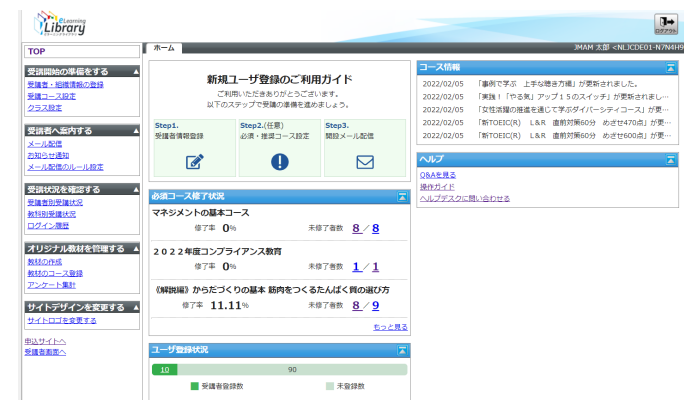 eLearning
Library
ログアウト
TOP
ホーム
JMAM 太郎 <NLJCDE01-N7N4H9
受講開始の準備をする
受講者・組織情報の登録
受講コース設定
クラス設定
受講者へ案内する
メール配信
お知らせ通知
メール配信のルール設定
受講状況を確認する
受講者別受講状況
教科別受講状況
ログイン履歴
オリジナル教材を管理する
教材の作成
教材のコース登録
アンケート集計
サイトデザインを変更する
サイトロゴを変更する
申込サイトへ
受講者画面へ
新規ユーザ登録のご利用ガイド
ご利用いただきありがとうございます。
以下のステップで受講の準備を進めましょう。
Step1.
受講者情報登録
Step2.(任意)
必須・推奨コース設定
Step3.
開設メール配信
必須コース修了状況
マネジメントの基本コース
修了率 0% 未修了者数 8 / 8
2022年度コンプライアンス教育
修了率 0% 未修了者数 1 / 1
《解説編》からだづくりの基本 筋肉をつくるたんぱく質の選び方
修了率 11.11% 未修了者数 8 / 9
もっと見る
ユーザ登録状況
10 90
受講者登録数 未登録数
コース情報
2022/02/05 「事例で学ぶ 上手な聴き方編」が更新されました。
2022/02/05 「実践！「やる気」アップ１５のスイッチ」が更新されまし…
2022/02/05 「女性活躍の推進を通じて学ぶダイバーシティコース」が更…
2022/02/05 「新TOEIC(R) L＆R 直前対策60分 めざせ470点」が更…
2022/02/05 「新TOEIC(R) L＆R 直前対策60分 めざせ600点」が更…
ヘルプ
Q&Aを見る
操作ガイド
ヘルプデスクに問い合わせる